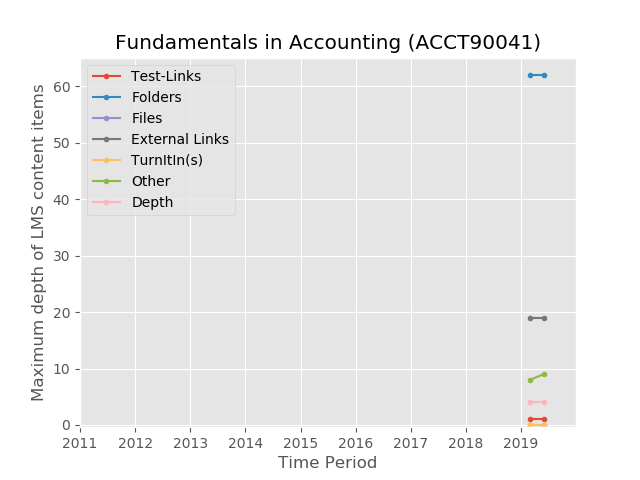 Fundamentals in Accounting (ACCT90041)
Test-Links
Folders
Files
External Links
TurnItIn(s)
Other
Depth
Maximum depth of LMS content items
60
50
40
30
20
10
0
2011 2012 2013 2014 2015 2016 2017 2018 2019
Time Period